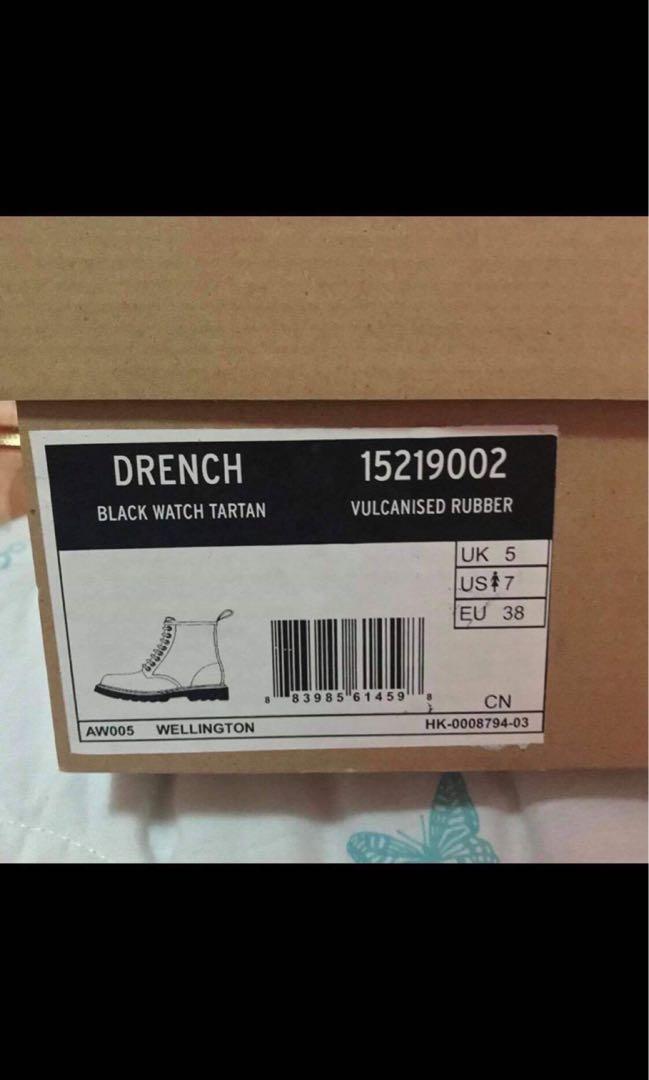 DRENCH 15219002
BLACK WATCH TARTAN VULCANISED RUBBER
UK 5
US 7
EU 38
8 83985 61459 8
CN
AW005 WELLINGTON HK-0008794-03